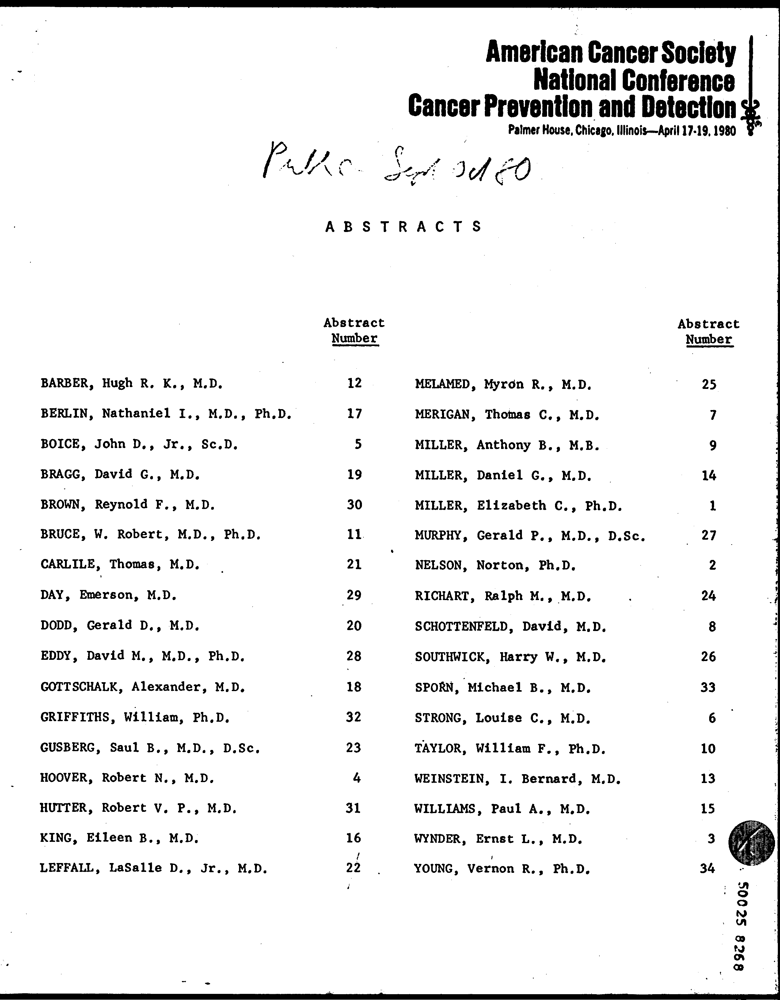 American Cancer Society
National Conference
Cancer Prevention and Detection
Palmer House, Chicago, Illinois—April 17-19, 1980
Sept Oct 80
ABSTRACTS
Abstract
Number
BARBER, Hugh R. K., M.D. 12
BERLIN, Nathaniel I., M.D., Ph.D. 17
BOICE, John D., Jr., Sc.D. 5
BRAGG, David G., M.D. 19
BROWN, Reynold F., M.D. 30
BRUCE, W. Robert, M.D., Ph.D. 11
CARLILE, Thomas, M.D. 21
DAY, Emerson, M.D. 29
DODD, Gerald D., M.D. 20
EDDY, David M., M.D., Ph.D. 28
GOTTSCHALK, Alexander, M.D. 18
GRIFFITHS, William, Ph.D. 32
GUSBERG, Saul B., M.D., D.Sc. 23
HOOVER, Robert N., M.D. 4
HUTTER, Robert V. P., M.D. 31
KING, Eileen B., M.D. 16
LEFFALL, LaSalle D., Jr., M.D. 22
Abstract
Number
MELAMED, Myron R., M.D. 25
MERIGAN, Thomas C., M.D. 7
MILLER, Anthony B., M.B. 9
MILLER, Daniel G., M.D. 14
MILLER, Elizabeth C., Ph.D. 1
MURPHY, Gerald P., M.D., D.Sc. 27
NELSON, Norton, Ph.D. 2
RICHART, Ralph M., M.D. 24
SCHOTTENFELD, David, M.D. 8
SOUTHWICK, Harry W., M.D. 26
SPORN, Michael B., M.D. 33
STRONG, Louise C., M.D. 6
TAYLOR, William F., Ph.D. 10
WEINSTEIN, I. Bernard, M.D. 13
WILLIAMS, Paul A., M.D. 15
WYNDER, Ernst L., M.D. 3
YOUNG, Vernon R., Ph.D. 34
50025 8268